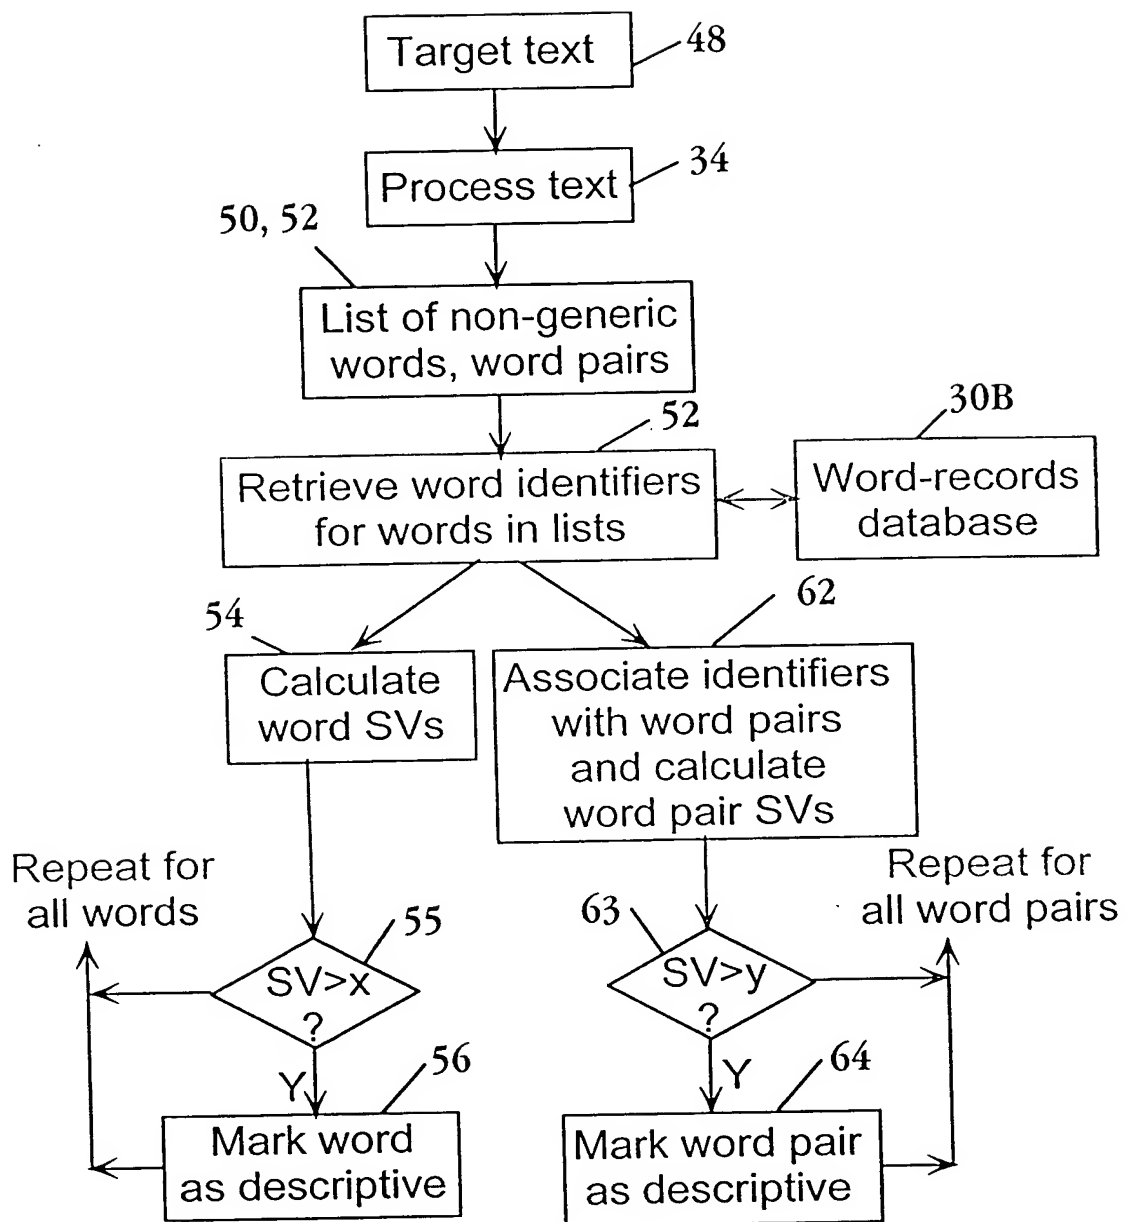 Target text
48
Process text
34
50, 52
List of non-generic
words, word pairs
52
30B
Retrieve word identifiers
for words in lists
Word-records
database
54
62
Calculate
word SVs
Associate identifiers
with word pairs
and calculate
word pair SVs
Repeat for
all words
Repeat for
all word pairs
55
63
SV>x
?
SV>y
?
Y
56
Y
64
Mark word
as descriptive
Mark word pair
as descriptive